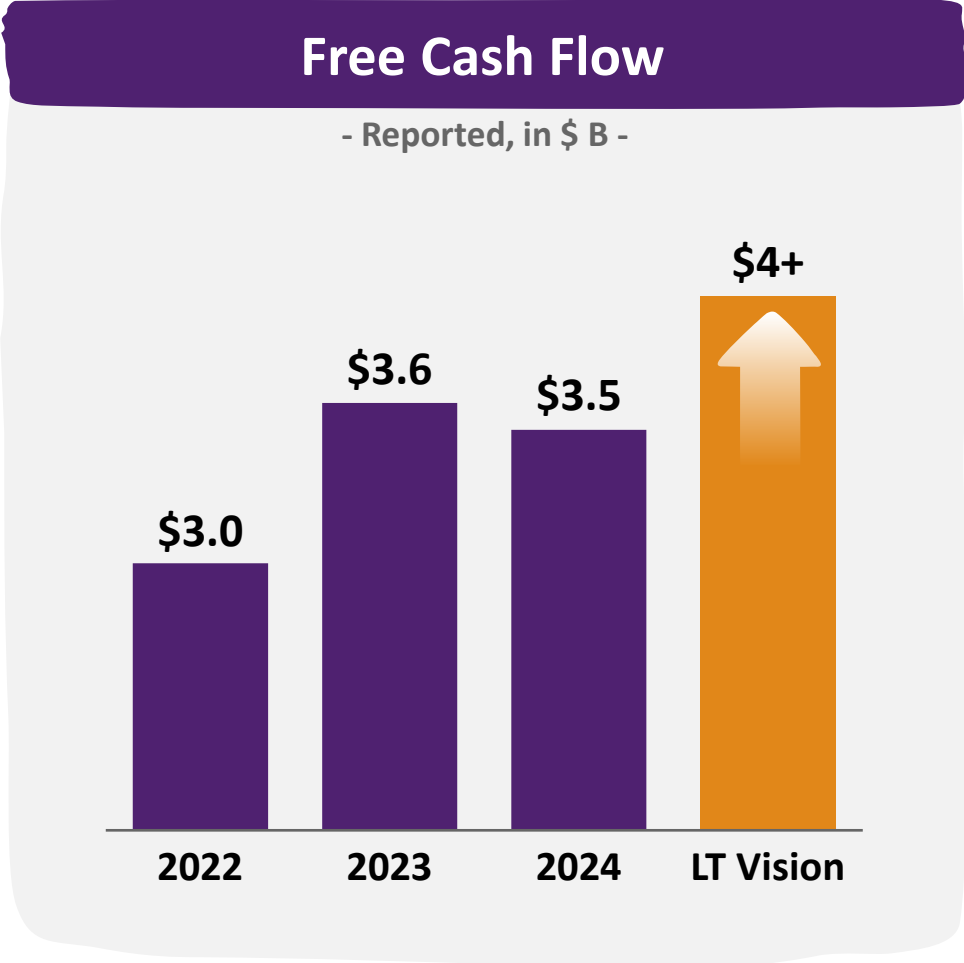 Free Cash Flow
- Reported, in $ B -
$3.0
$3.6
$3.5
$4+
2022
2023
2024
LT Vision